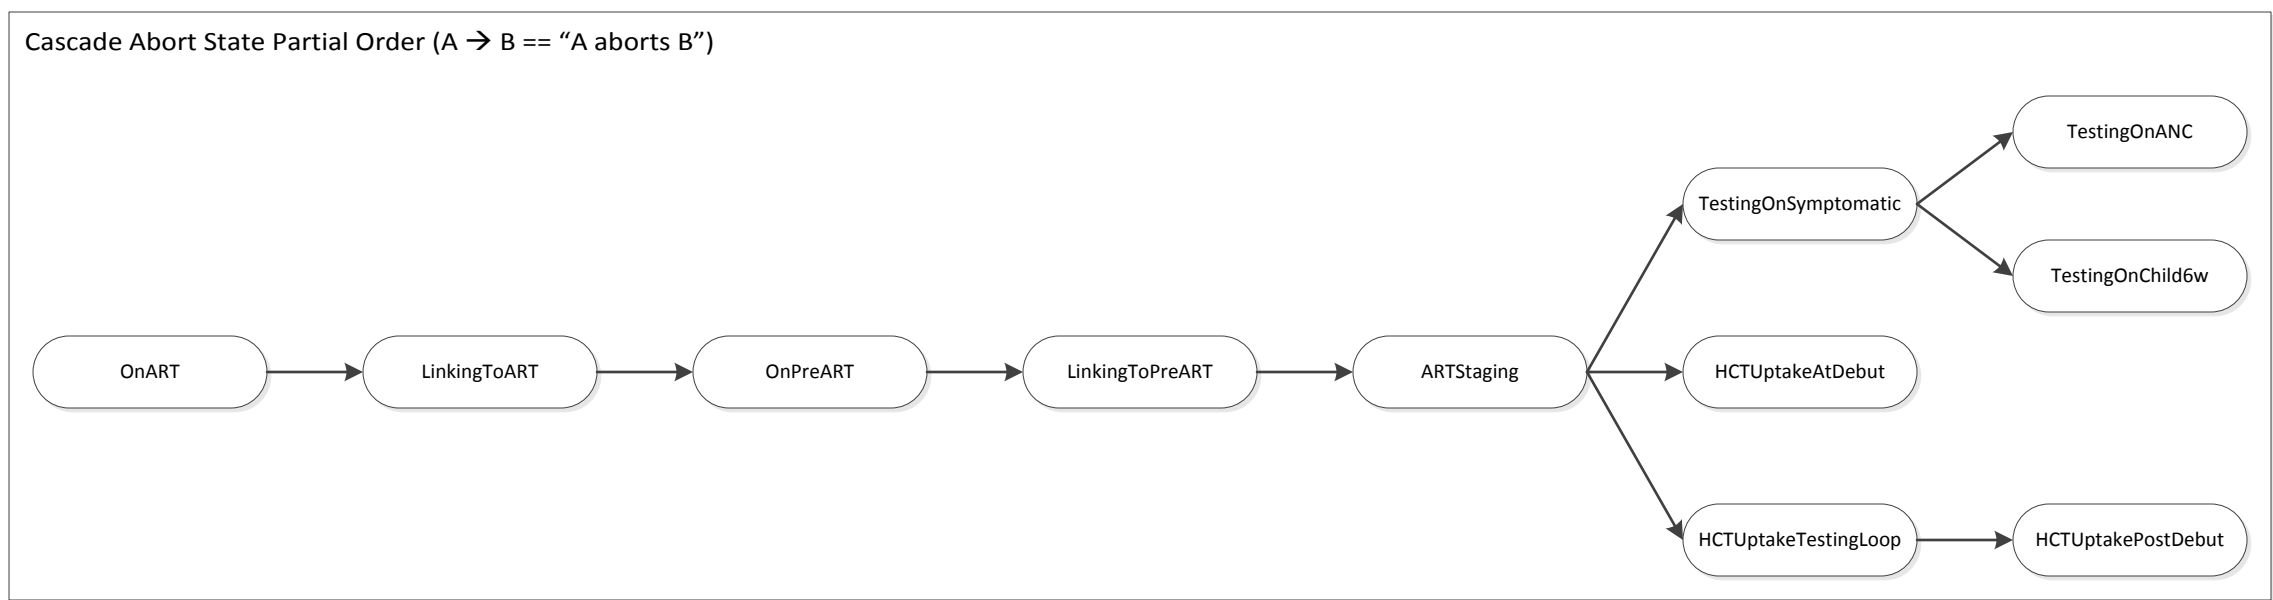 Cascade Abort State Partial Order (A → B == “A aborts B”)
TestingOnANC
TestingOnSymptomatic
TestingOnChild6w
OnART
LinkingToART
OnPreART
LinkingToPreART
ARTStaging
HCTUptakeAtDebut
HCTUptakeTestingLoop
HCTUptakePostDebut